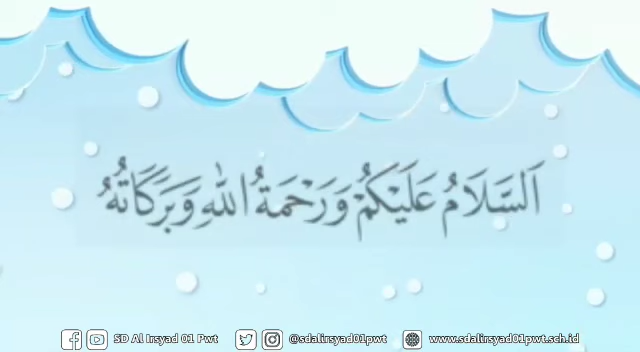 اَلسَّلَامُ عَلَيْكُمْ وَرَحْمَةُ اللهِ وَبَرَكَاتُهُ
SD Al Irsyad 01 Pwt @sdalirsyad01pwt www.sdalirsyad01pwt.sch.id